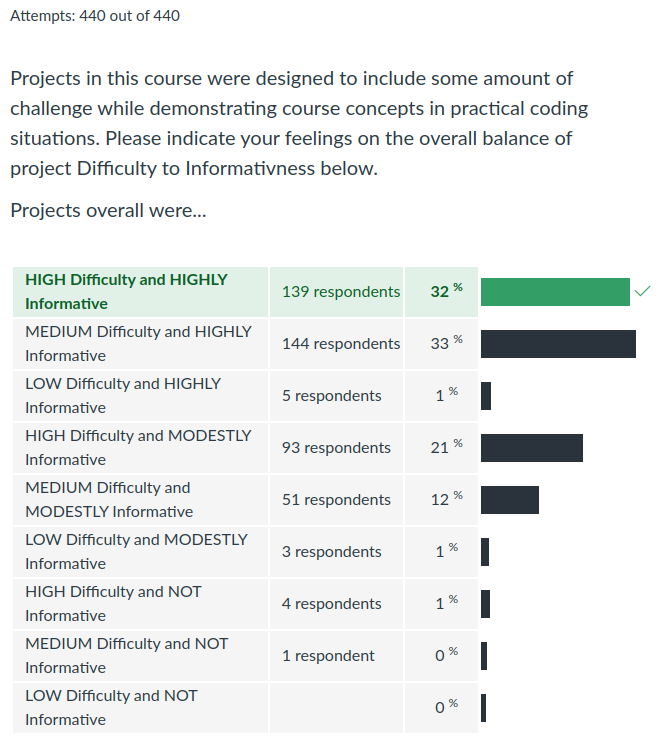 Attempts: 440 out of 440
Projects in this course were designed to include some amount of
challenge while demonstrating course concepts in practical coding
situations. Please indicate your feelings on the overall balance of
project Difficulty to Informativness below.
Projects overall were...
HIGH Difficulty and HIGHLY
Informative
139 respondents
32 %
MEDIUM Difficulty and HIGHLY
Informative
144 respondents
33 %
LOW Difficulty and HIGHLY
Informative
5 respondents
1 %
HIGH Difficulty and MODESTLY
Informative
93 respondents
21 %
MEDIUM Difficulty and
MODESTLY Informative
51 respondents
12 %
LOW Difficulty and MODESTLY
Informative
3 respondents
1 %
HIGH Difficulty and NOT
Informative
4 respondents
1 %
MEDIUM Difficulty and NOT
Informative
1 respondent
0 %
LOW Difficulty and NOT
Informative
0 %